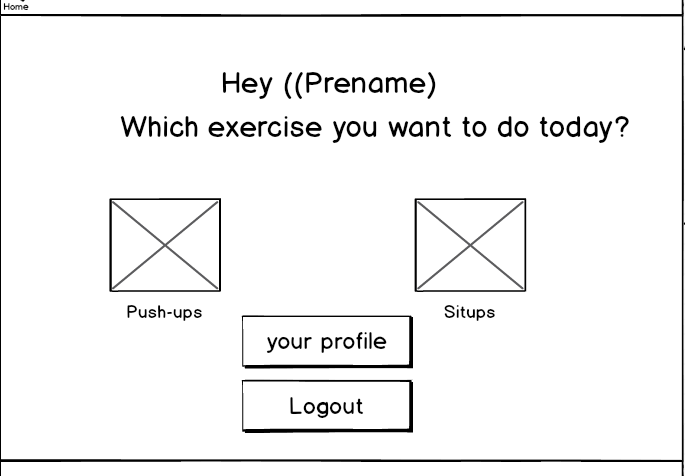 Home
Hey ((Prename)
Which exercise you want to do today?
Push-ups
Situps
your profile
Logout